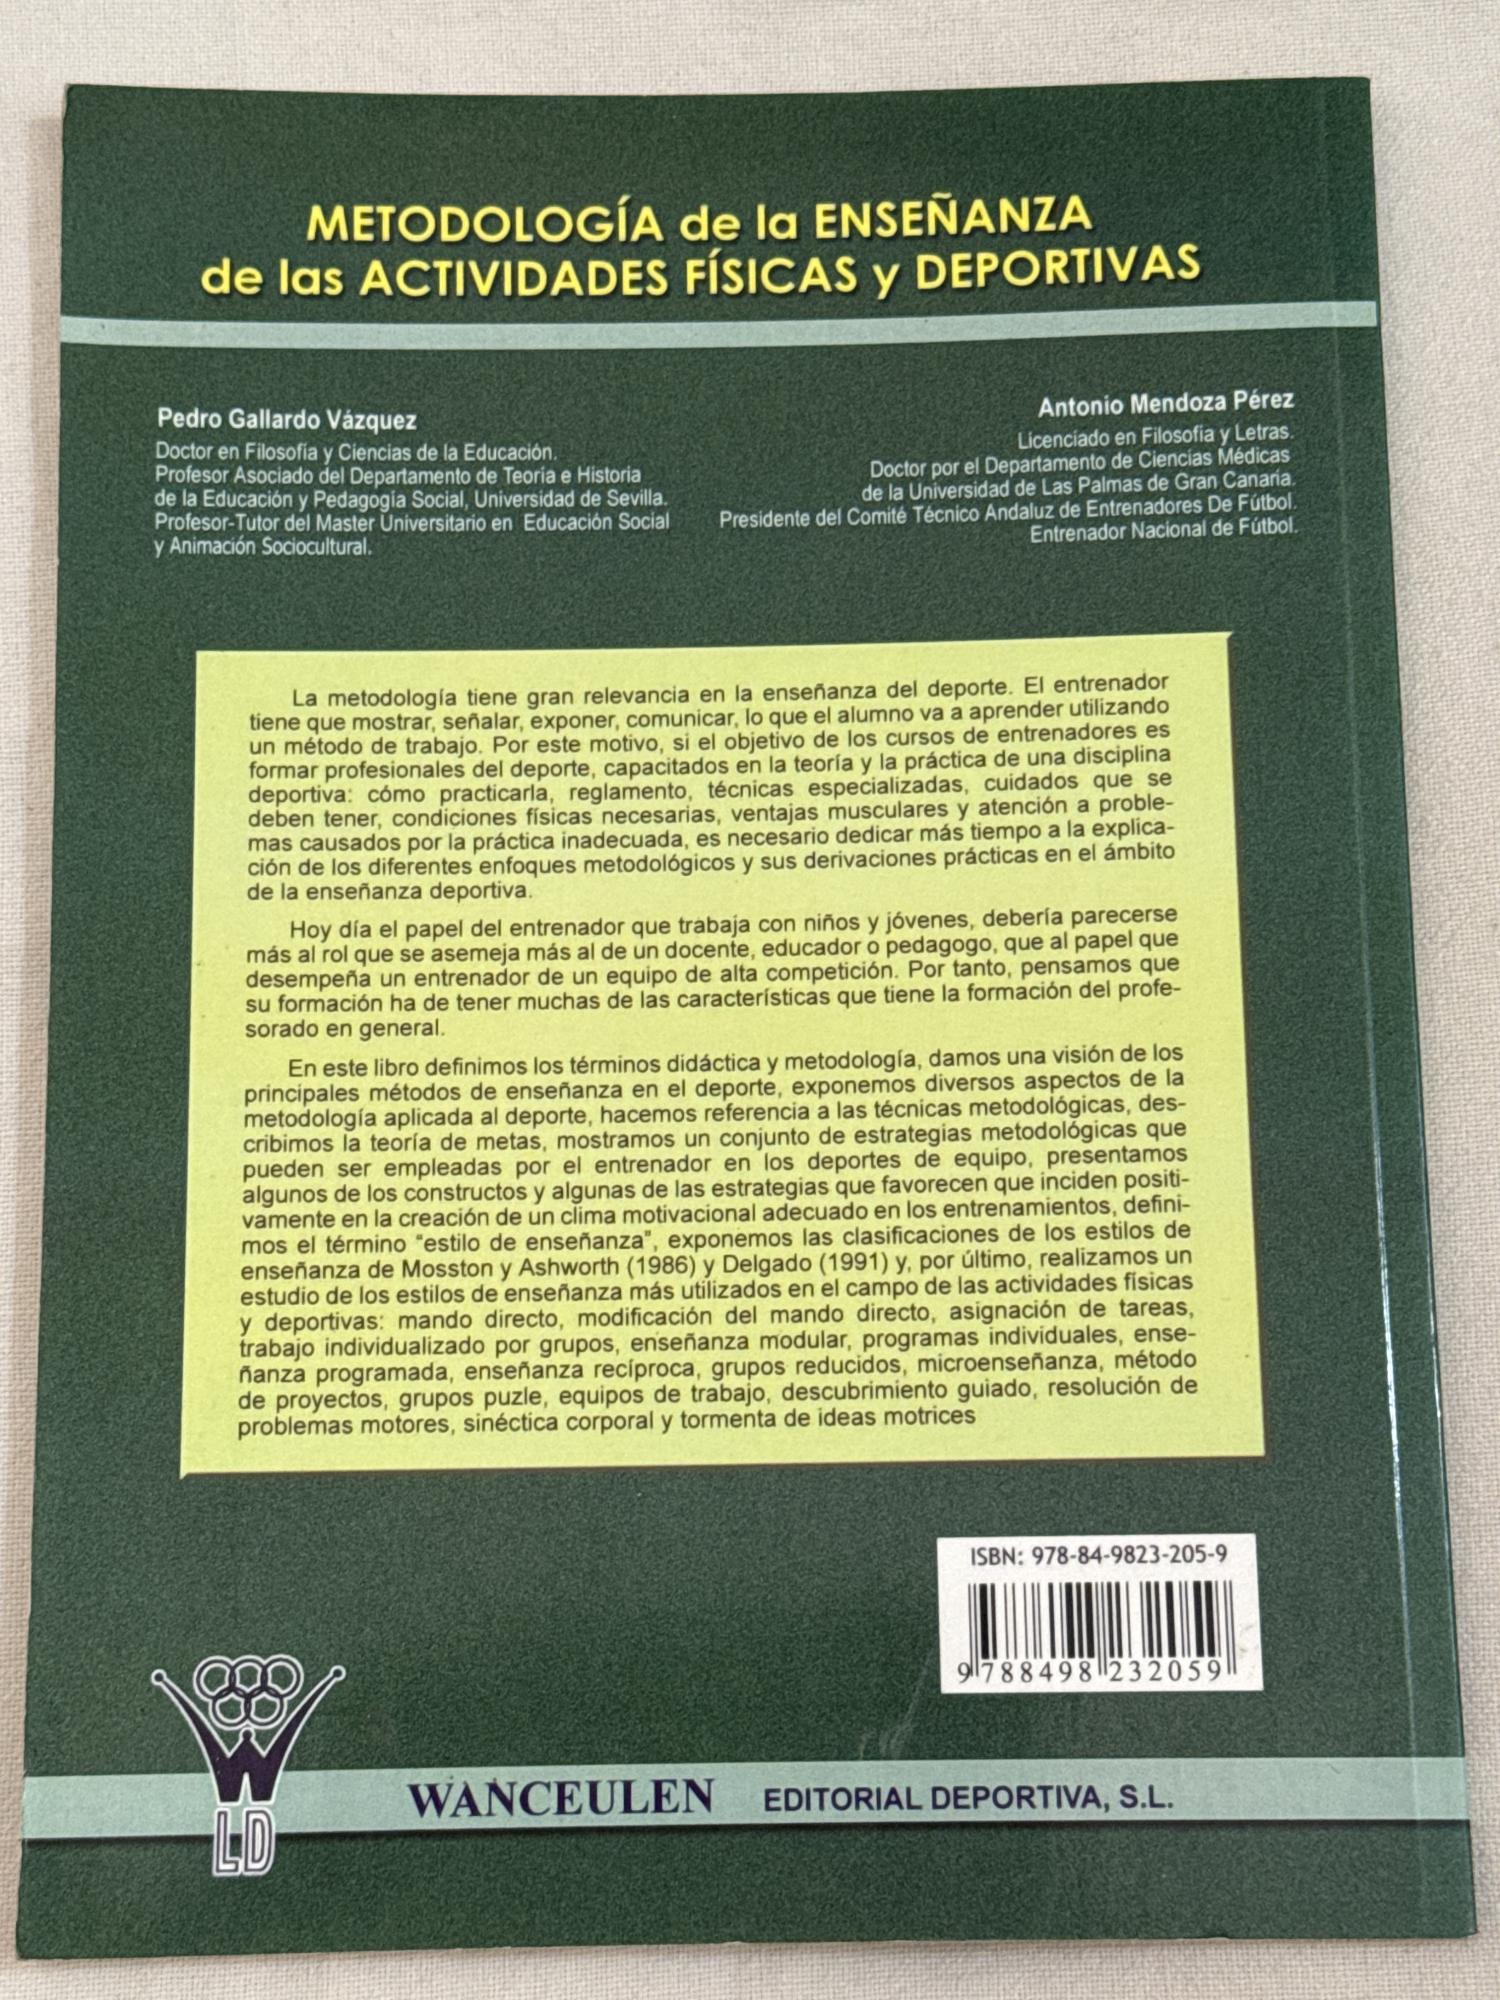 METODOLOGÍA de la ENSEÑANZA
de las ACTIVIDADES FÍSICAS y DEPORTIVAS
Pedro Gallardo Vázquez
Doctor en Filosofía y Ciencias de la Educación.
Profesor Asociado del Departamento de Teoría e Historia
de la Educación y Pedagogía Social, Universidad de Sevilla.
Profesor-Tutor del Master Universitario en Educación Social
y Animación Sociocultural.
Antonio Mendoza Pérez
Licenciado en Filosofía y Letras.
Doctor por el Departamento de Ciencias Médicas
de la Universidad de Las Palmas de Gran Canaria.
Presidente del Comité Técnico Andaluz de Entrenadores De Fútbol.
Entrenador Nacional de Fútbol.
La metodología tiene gran relevancia en la enseñanza del deporte. El entrenador
tiene que mostrar, señalar, exponer, comunicar, lo que el alumno va a aprender utilizando
un método de trabajo. Por este motivo, si el objetivo de los cursos de entrenadores es
formar profesionales del deporte, capacitados en la teoría y la práctica de una disciplina
deportiva: cómo practicarla, reglamento, técnicas especializadas, cuidados que se
deben tener, condiciones físicas necesarias, ventajas musculares y atención a proble-
mas causados por la práctica inadecuada, es necesario dedicar más tiempo a la explica-
ción de los diferentes enfoques metodológicos y sus derivaciones prácticas en el ámbito
de la enseñanza deportiva.
Hoy día el papel del entrenador que trabaja con niños y jóvenes, debería parecerse
más al rol que se asemeja más al de un docente, educador o pedagogo, que al papel que
desempeña un entrenador de un equipo de alta competición. Por tanto, pensamos que
su formación ha de tener muchas de las características que tiene la formación del profe-
sorado en general.
En este libro definimos los términos didáctica y metodología, damos una visión de los
principales métodos de enseñanza en el deporte, exponemos diversos aspectos de la
metodología aplicada al deporte, hacemos referencia a las técnicas metodológicas, des-
cribimos la teoría de metas, mostramos un conjunto de estrategias metodológicas que
pueden ser empleadas por el entrenador en los deportes de equipo, presentamos
algunos de los constructos y algunas de las estrategias que favorecen que inciden positi-
vamente en la creación de un clima motivacional adecuado en los entrenamientos, defini-
mos el término "estilo de enseñanza", exponemos las clasificaciones de los estilos de
enseñanza de Mosston y Ashworth (1986) y Delgado (1991) y, por último, realizamos un
estudio de los estilos de enseñanza más utilizados en el campo de las actividades físicas
y deportivas: mando directo, modificación del mando directo, asignación de tareas,
trabajo individualizado por grupos, enseñanza modular, programas individuales, ense-
ñanza programada, enseñanza recíproca, grupos reducidos, microenseñanza, método
de proyectos, grupos puzle, equipos de trabajo, descubrimiento guiado, resolución de
problemas motores, sinéctica corporal y tormenta de ideas motrices
ISBN: 978-84-9823-205-9
9 788498 232059
W
LD
WANCEULEN EDITORIAL DEPORTIVA, S.L.